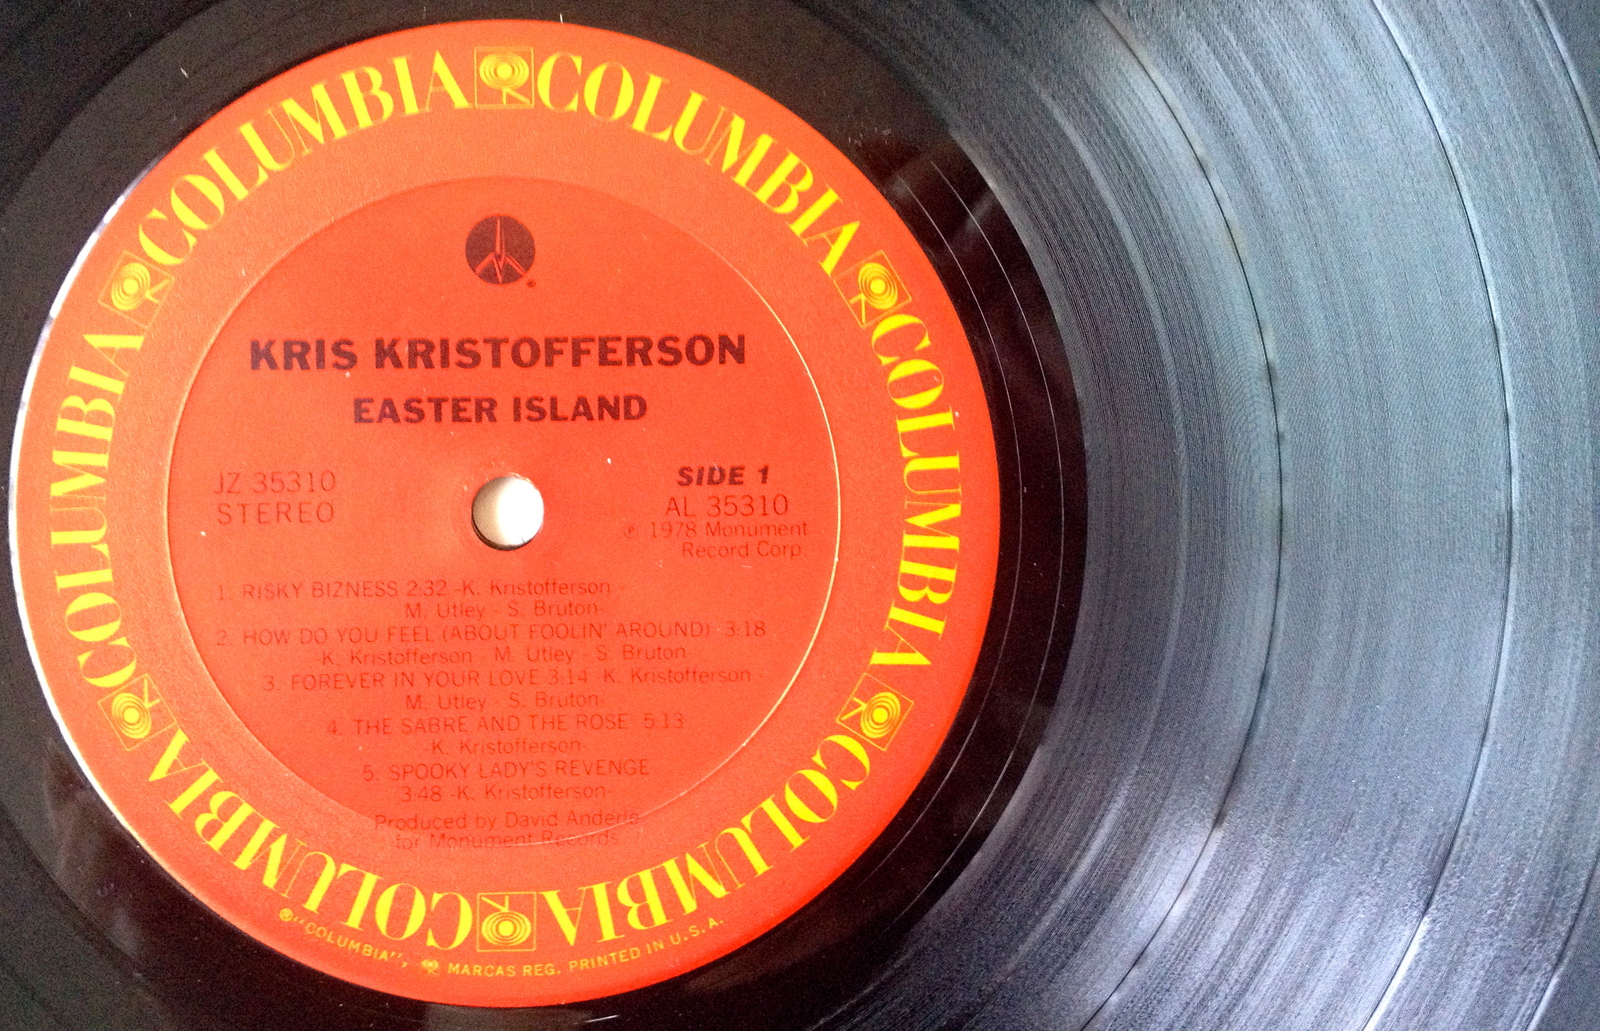 COLUMBIA COLUMBIA COLUMBIA COLUMBIA COLUMBIA COLUMBIA COLUMBIA COLUMBIA
KRIS KRISTOFFERSON
EASTER ISLAND
JZ 35310
STEREO
SIDE 1
AL 35310
℗ 1978 Monument
Record Corp.
1. RISKY BIZNESS 2:32 -K. Kristofferson -
M. Utley - S. Bruton-
2. HOW DO YOU FEEL (ABOUT FOOLIN' AROUND) 3:18
-K. Kristofferson - M. Utley - S. Bruton-
3. FOREVER IN YOUR LOVE 3:14 -K. Kristofferson -
M. Utley - S. Bruton-
4. THE SABRE AND THE ROSE 5:13
-K. Kristofferson-
5. SPOOKY LADY'S REVENGE
3:48 -K. Kristofferson-
Produced by David Anderle
for Monument Records
®"COLUMBIA", MARCAS REG. PRINTED IN U.S.A.